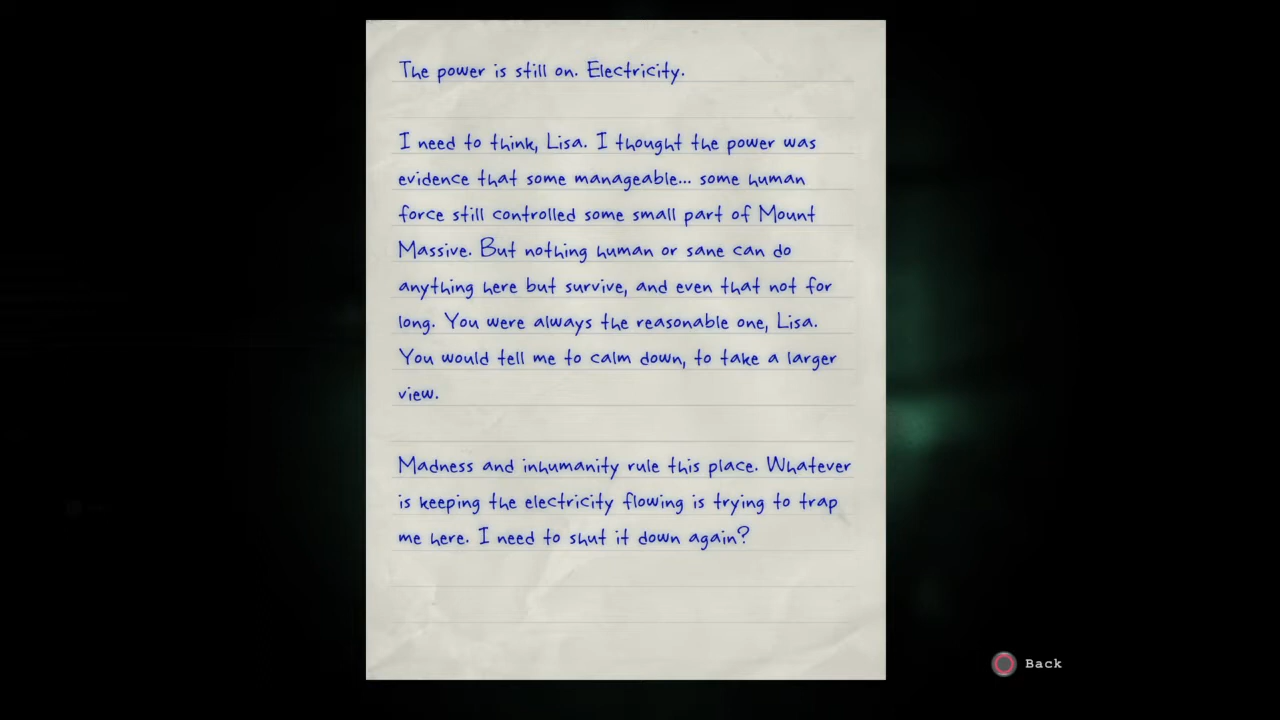 The power is still on. Electricity.
I need to think, Lisa. I thought the power was
evidence that some manageable... some human
force still controlled some small part of Mount
Massive. But nothing human or sane can do
anything here but survive, and even that not for
long. You were always the reasonable one, Lisa.
You would tell me to calm down, to take a larger
view.
Madness and inhumanity rule this place. Whatever
is keeping the electricity flowing is trying to trap
me here. I need to shut it down again?
Back